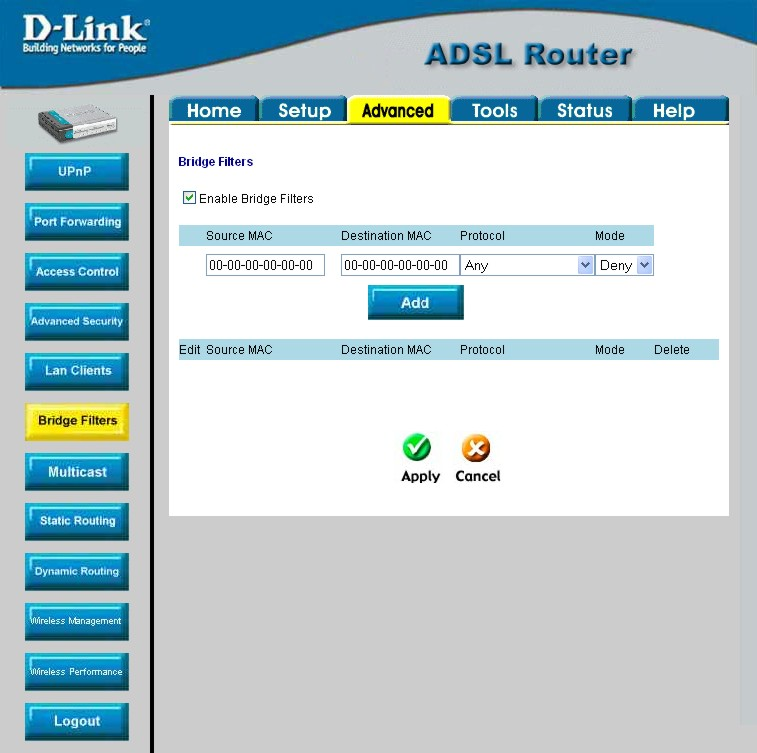 D-Link®
Building Networks for People
ADSL Router
Home Setup Advanced Tools Status Help
UPnP
Port Forwarding
Access Control
Advanced Security
Lan Clients
Bridge Filters
Multicast
Static Routing
Dynamic Routing
Wireless Management
Wireless Performance
Logout
Bridge Filters
Enable Bridge Filters
Source MAC Destination MAC Protocol Mode
00-00-00-00-00-00 00-00-00-00-00-00 Any Deny
Add
Edit Source MAC Destination MAC Protocol Mode Delete
Apply Cancel